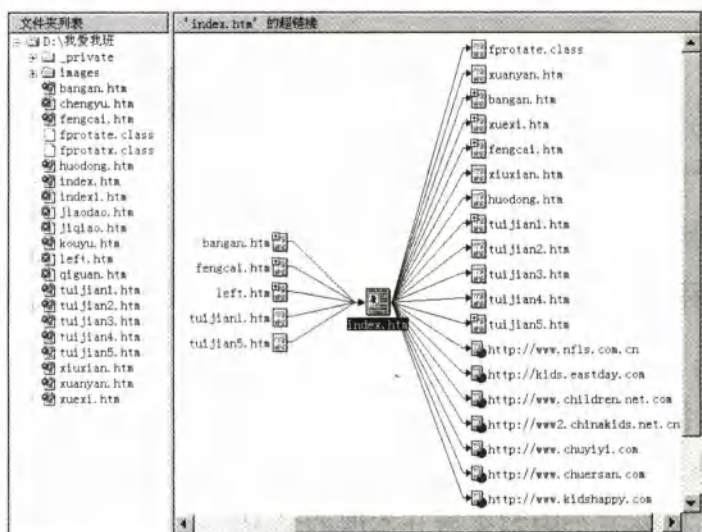 文件夹列表
D:\我爱我班
_private
images
bangan.htm
chengyu.htm
fengcai.htm
fprotate.class
fprotatx.class
huodong.htm
index.htm
index1.htm
jiaodao.htm
jiqiao.htm
kouyu.htm
left.htm
qiguan.htm
tuijian1.htm
tuijian2.htm
tuijian3.htm
tuijian4.htm
tuijian5.htm
xiuxian.htm
xuanyan.htm
xuexi.htm
'index.htm' 的超链接
bangan.htm
fengcai.htm
left.htm
tuijian1.htm
tuijian5.htm
index.htm
fprotate.class
xuanyan.htm
bangan.htm
xuexi.htm
fengcai.htm
xiuxian.htm
huodong.htm
tuijian1.htm
tuijian2.htm
tuijian3.htm
tuijian4.htm
tuijian5.htm
http://www.nfls.com.cn
http://kids.eastday.com
http://www.children.net.com
http://www2.chinakids.net.cn
http://www.chuyiyi.com
http://www.chuersan.com
http://www.kidshappy.com